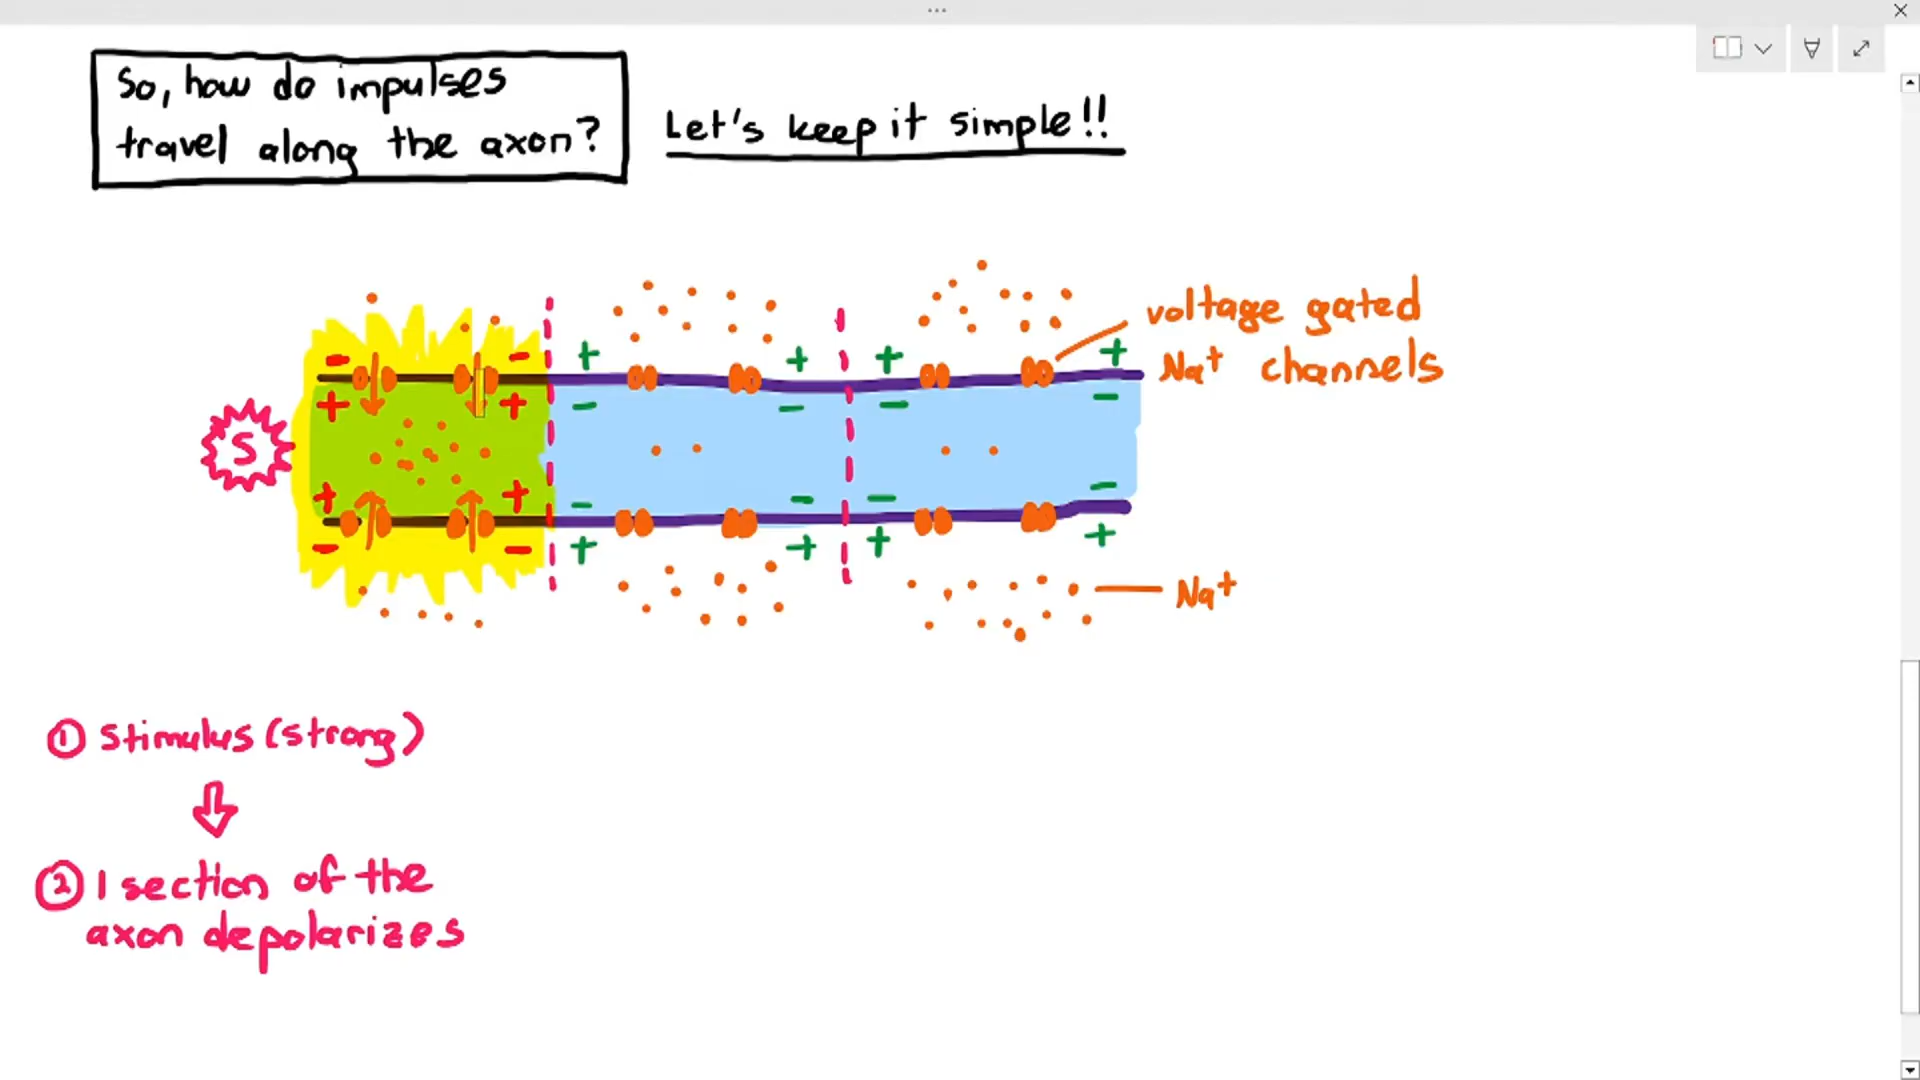 So, how do impulses
travel along the axon?
Let's keep it simple!!
voltage gated
Na⁺ channels
S
Na⁺
① Stimulus (strong)
② 1 section of the
axon depolarizes